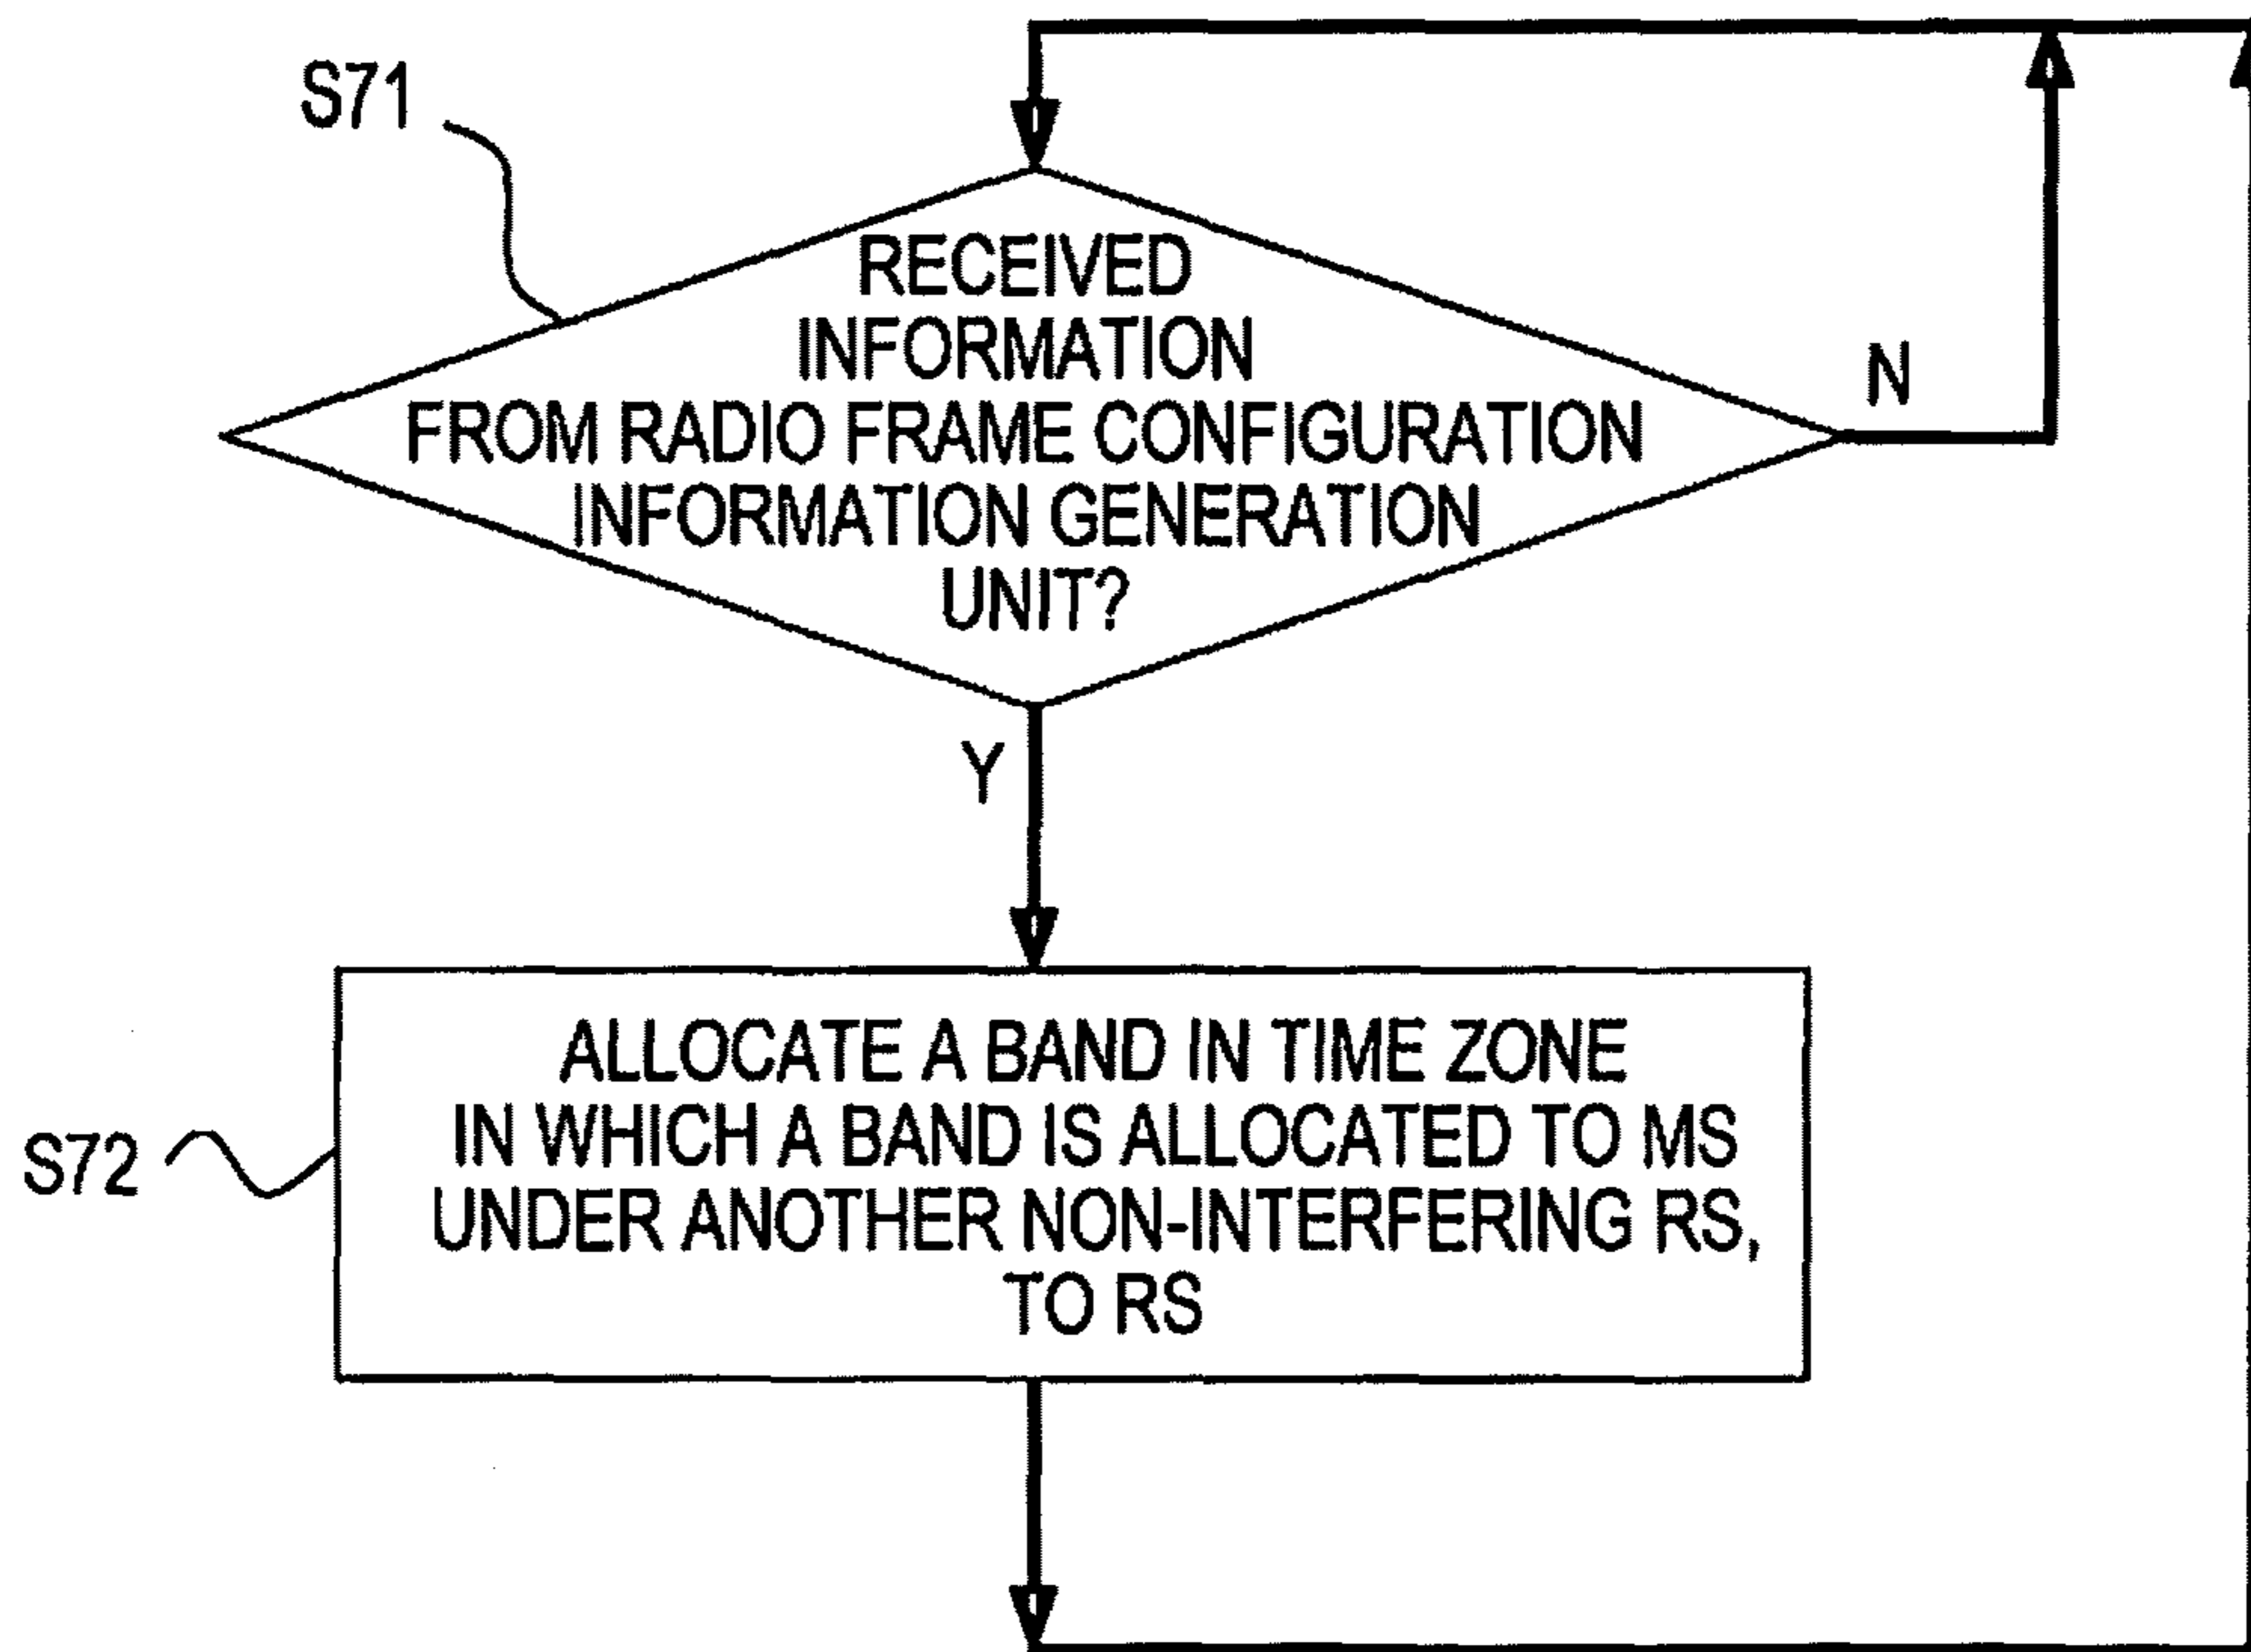 S71
RECEIVED
INFORMATION
FROM RADIO FRAME CONFIGURATION
INFORMATION GENERATION
UNIT?
N
Y
S72
ALLOCATE A BAND IN TIME ZONE
IN WHICH A BAND IS ALLOCATED TO MS
UNDER ANOTHER NON-INTERFERING RS,
TO RS